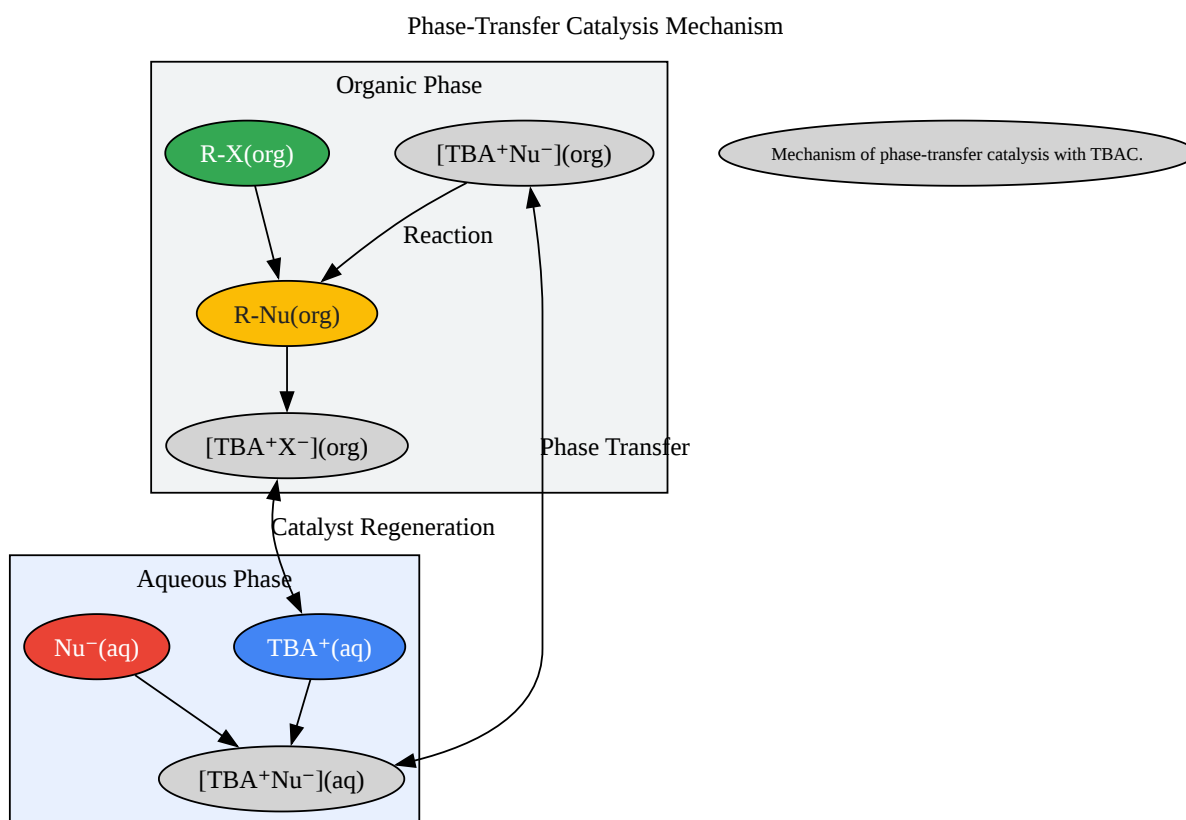 Phase-Transfer Catalysis Mechanism
Organic Phase
R-X(org)
[TBA⁺Nu⁻](org)
Mechanism of phase-transfer catalysis with TBAC.
Reaction
R-Nu(org)
[TBA⁺X⁻](org)
Phase Transfer
Catalyst Regeneration
Aqueous Phase
Nu⁻(aq)
TBA⁺(aq)
[TBA⁺Nu⁻](aq)